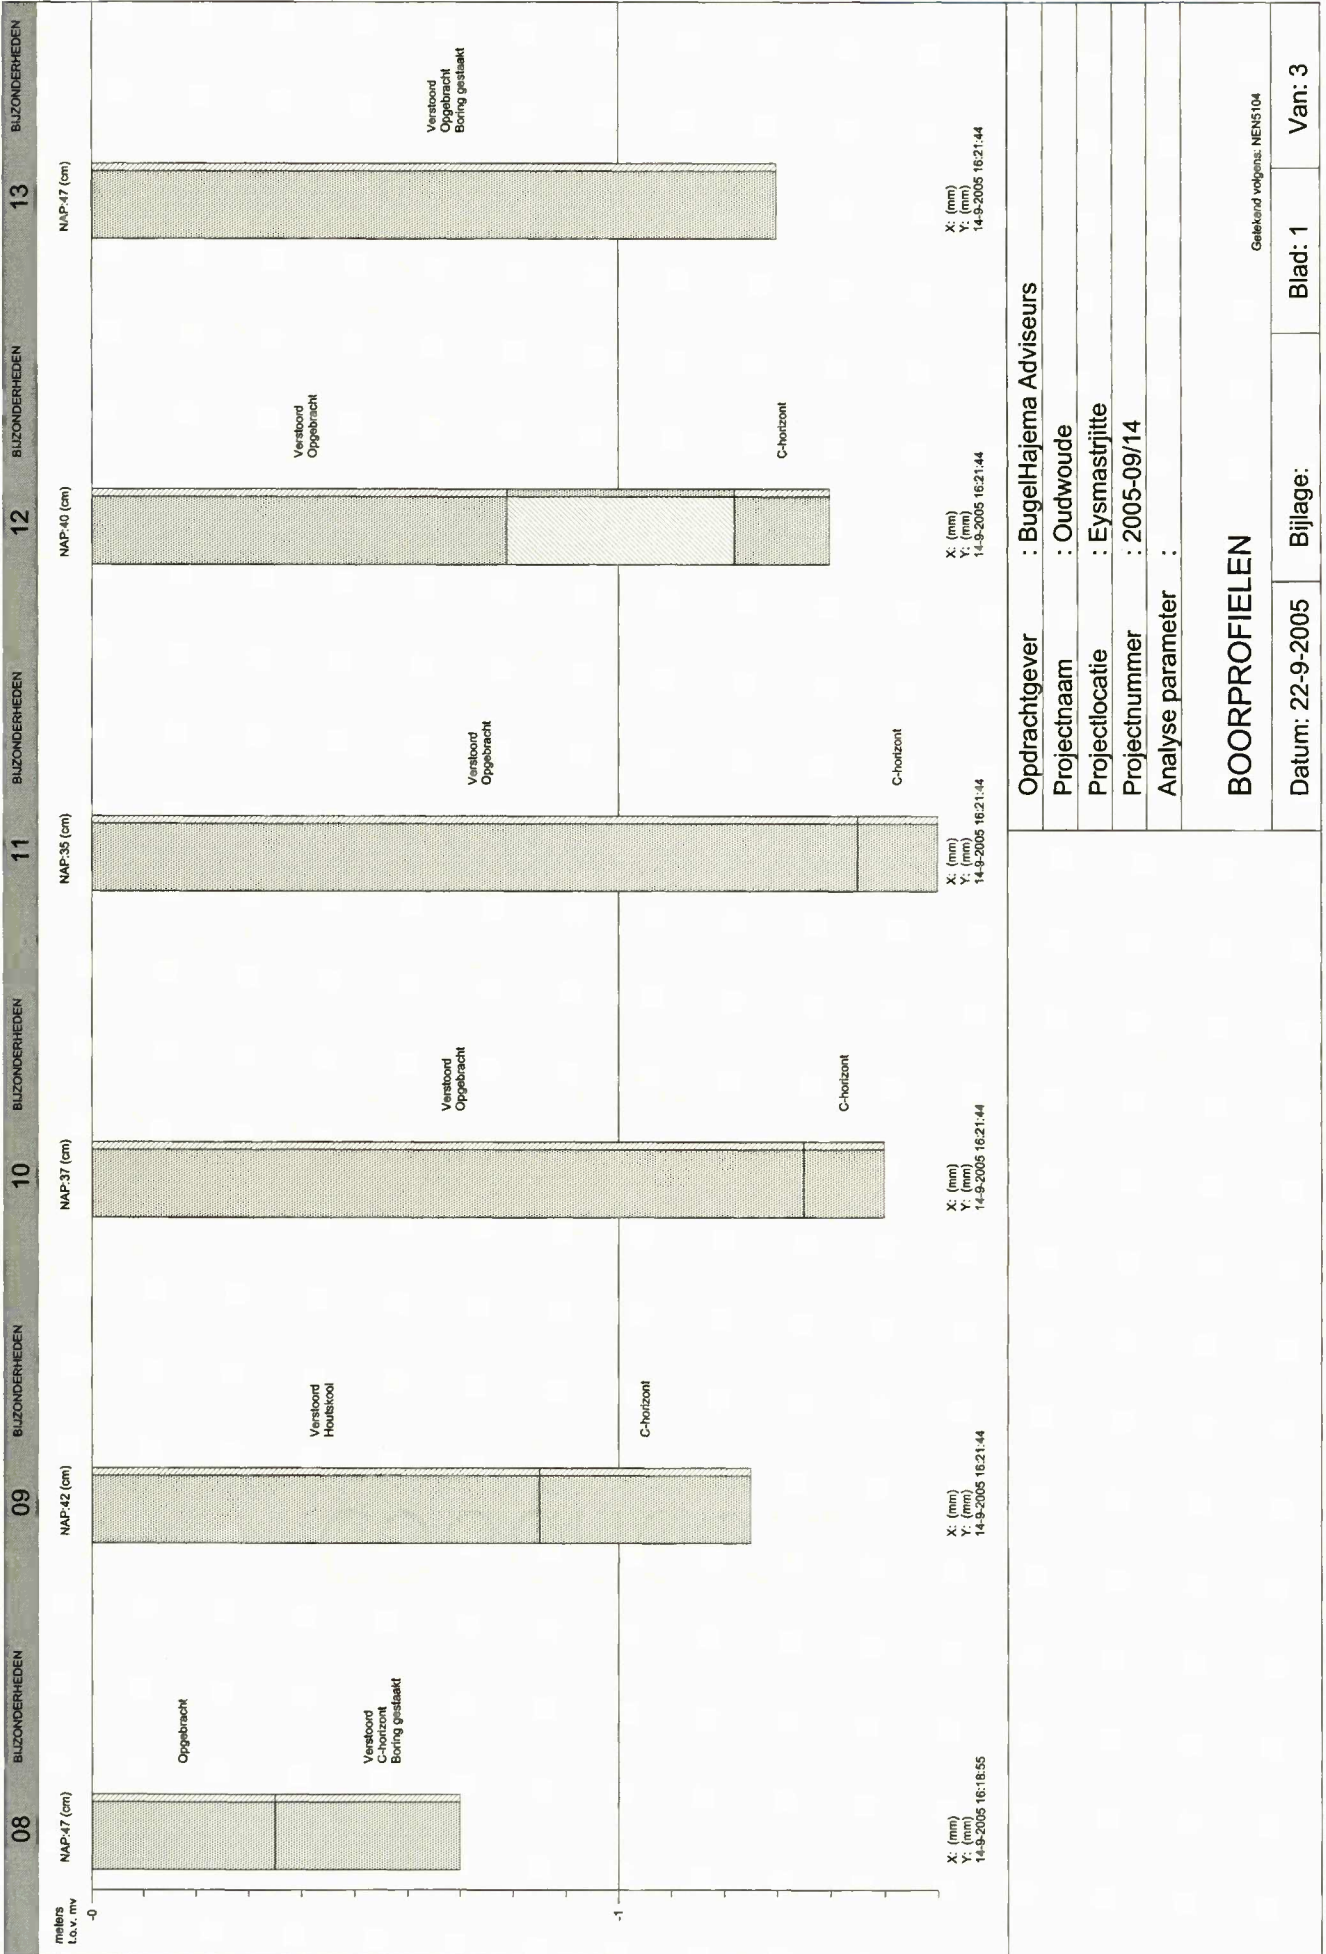 08 BIJZONDERHEDEN 09 BIJZONDERHEDEN 10 BIJZONDERHEDEN 11 BIJZONDERHEDEN 12 BIJZONDERHEDEN 13 BIJZONDERHEDEN
meters
t.o.v. mv
-0
-1
NAP:47 (cm)
Opgebracht
Verstoord
C-horizont
Boring gestaakt
X: (mm)
Y: (mm)
14-9-2005 16:18:55
NAP:42 (cm)
Verstoord
Houtskool
C-horizont
X: (mm)
Y: (mm)
14-9-2005 16:21:44
NAP:37 (cm)
Verstoord
Opgebracht
C-horizont
X: (mm)
Y: (mm)
14-9-2005 16:21:44
NAP:35 (cm)
Verstoord
Opgebracht
C-horizont
X: (mm)
Y: (mm)
14-9-2005 16:21:44
NAP:40 (cm)
Verstoord
Opgebracht
C-horizont
X: (mm)
Y: (mm)
14-9-2005 16:21:44
NAP:47 (cm)
Verstoord
Opgebracht
Boring gestaakt
X: (mm)
Y: (mm)
14-9-2005 16:21:44
Opdrachtgever : BugelHajema Adviseurs
Projectnaam : Oudwoude
Projectlocatie : Eysmastrjitte
Projectnummer : 2005-09/14
Analyse parameter :
BOORPROFIELEN
Getekend volgens: NEN5104
Datum: 22-9-2005 Bijlage: Blad: 1 Van: 3